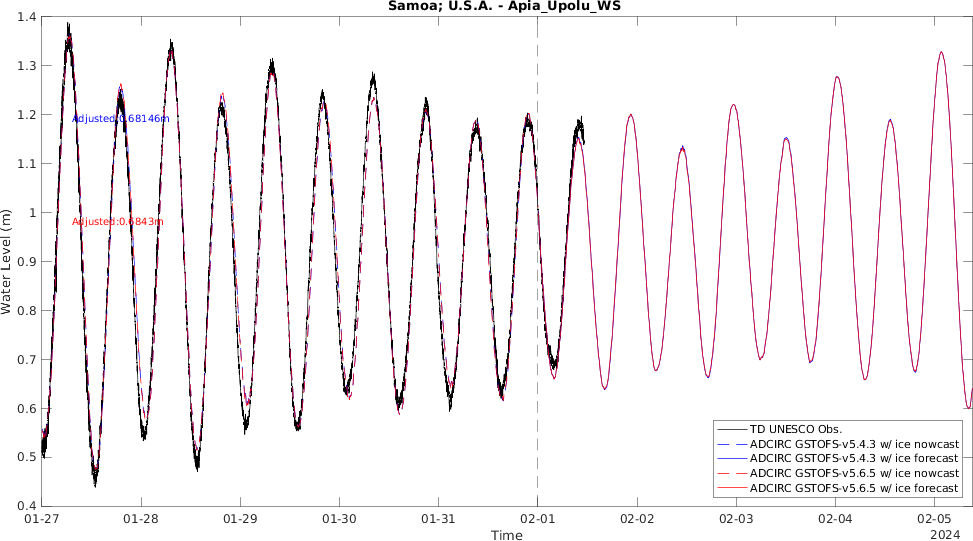 Samoa; U.S.A. - Apia_Upolu_WS
1.4
1.3
1.2
1.1
1
0.9
0.8
0.7
0.6
0.5
0.4
Water Level (m)
Adjusted:0.68146m
Adjusted:0.6843m
TD UNESCO Obs.
ADCIRC GSTOFS-v5.4.3 w/ ice nowcast
ADCIRC GSTOFS-v5.4.3 w/ ice forecast
ADCIRC GSTOFS-v5.6.5 w/ ice nowcast
ADCIRC GSTOFS-v5.6.5 w/ ice forecast
01-27 01-28 01-29 01-30 01-31 02-01 02-02 02-03 02-04 02-05
2024
Time